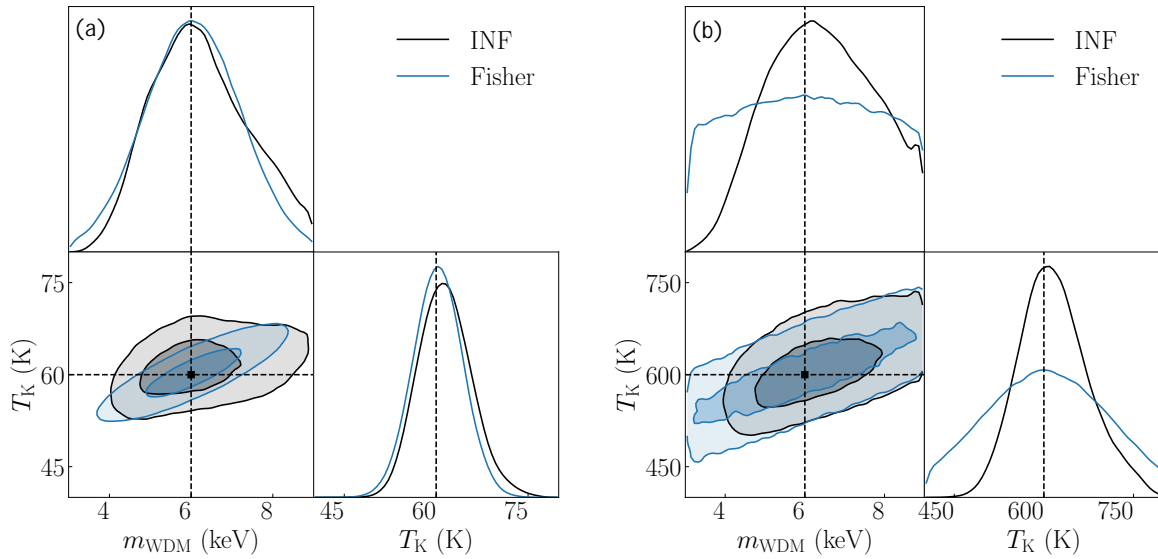 (a)
INF
Fisher
(b)
INF
Fisher
75
60
45
T_K (K)
4 6 8
m_WDM (keV)
45 60 75
T_K (K)
750
600
450
T_K (K)
4 6 8
m_WDM (keV)
450 600 750
T_K (K)